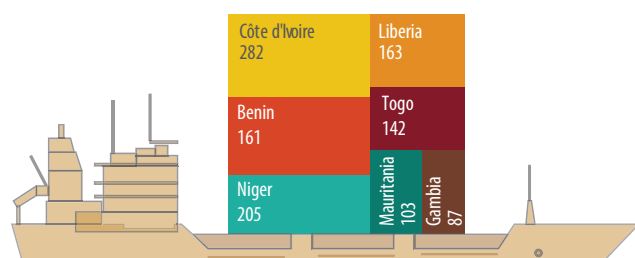 Côte d'Ivoire
282
Liberia
163
Benin
161
Togo
142
Niger
205
Mauritania
103
Gambia
87